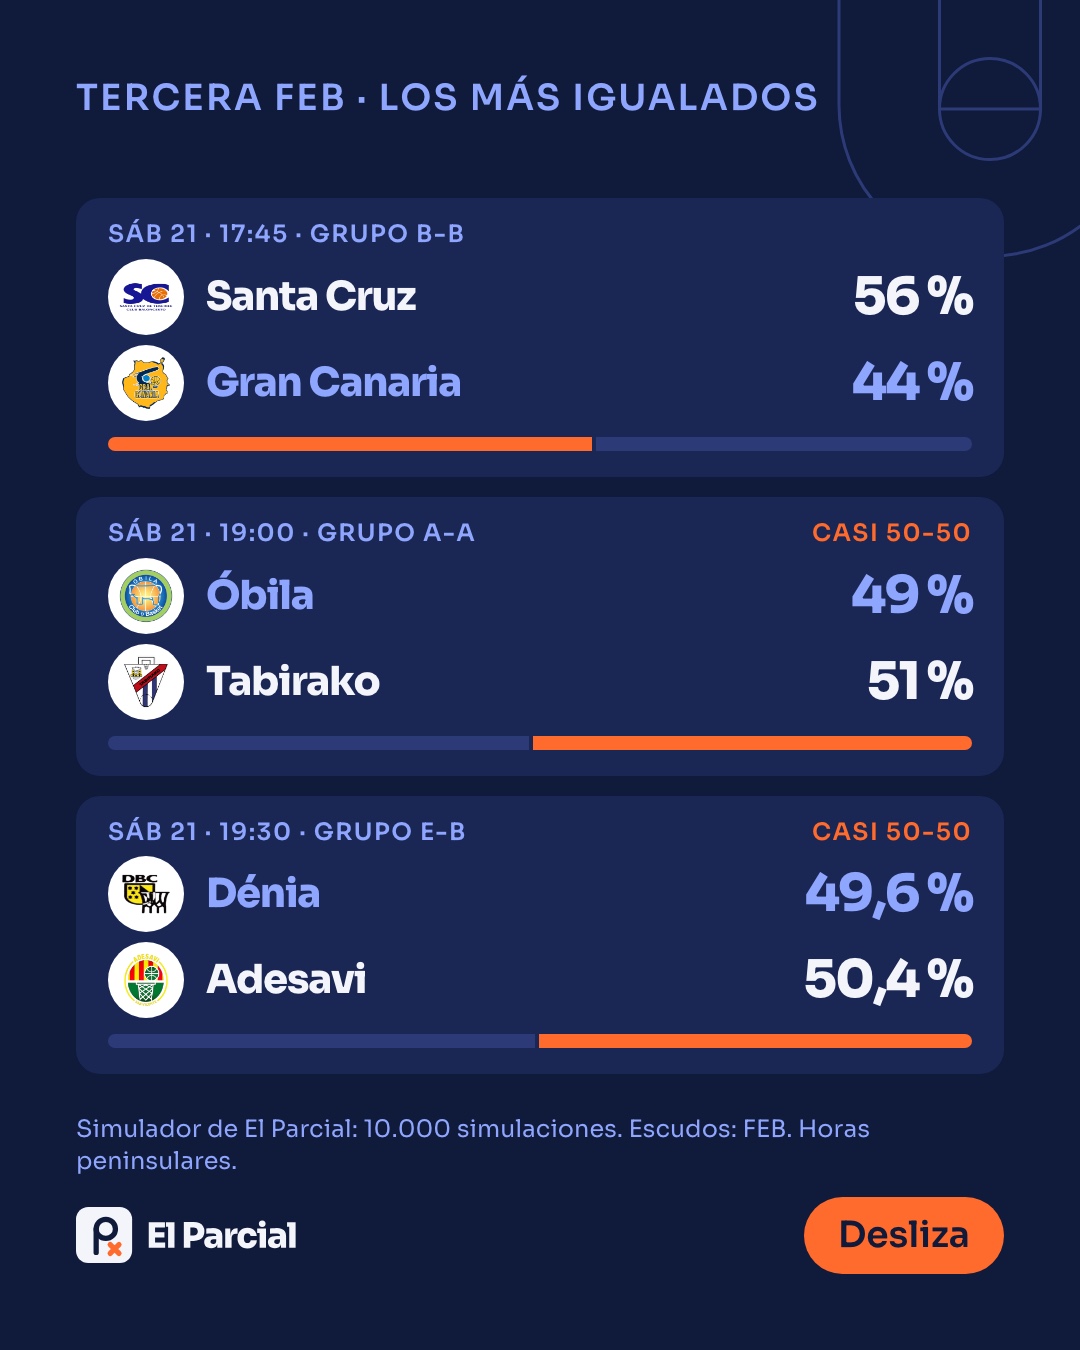 TERCERA FEB · LOS MÁS IGUALADOS
SÁB 21 · 17:45 · GRUPO B-B
Santa Cruz
56 %
Gran Canaria
44 %
SÁB 21 · 19:00 · GRUPO A-A
CASI 50-50
Óbila
49 %
Tabirako
51 %
SÁB 21 · 19:30 · GRUPO E-B
CASI 50-50
DBC
Dénia
49,6 %
ADESAVI
Adesavi
50,4 %
Simulador de El Parcial: 10.000 simulaciones. Escudos: FEB. Horas
peninsulares.
El Parcial
Desliza